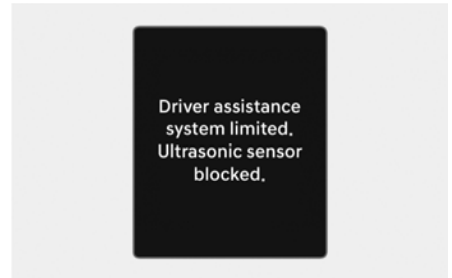 Driver assistance
system limited.
Ultrasonic sensor
blocked.